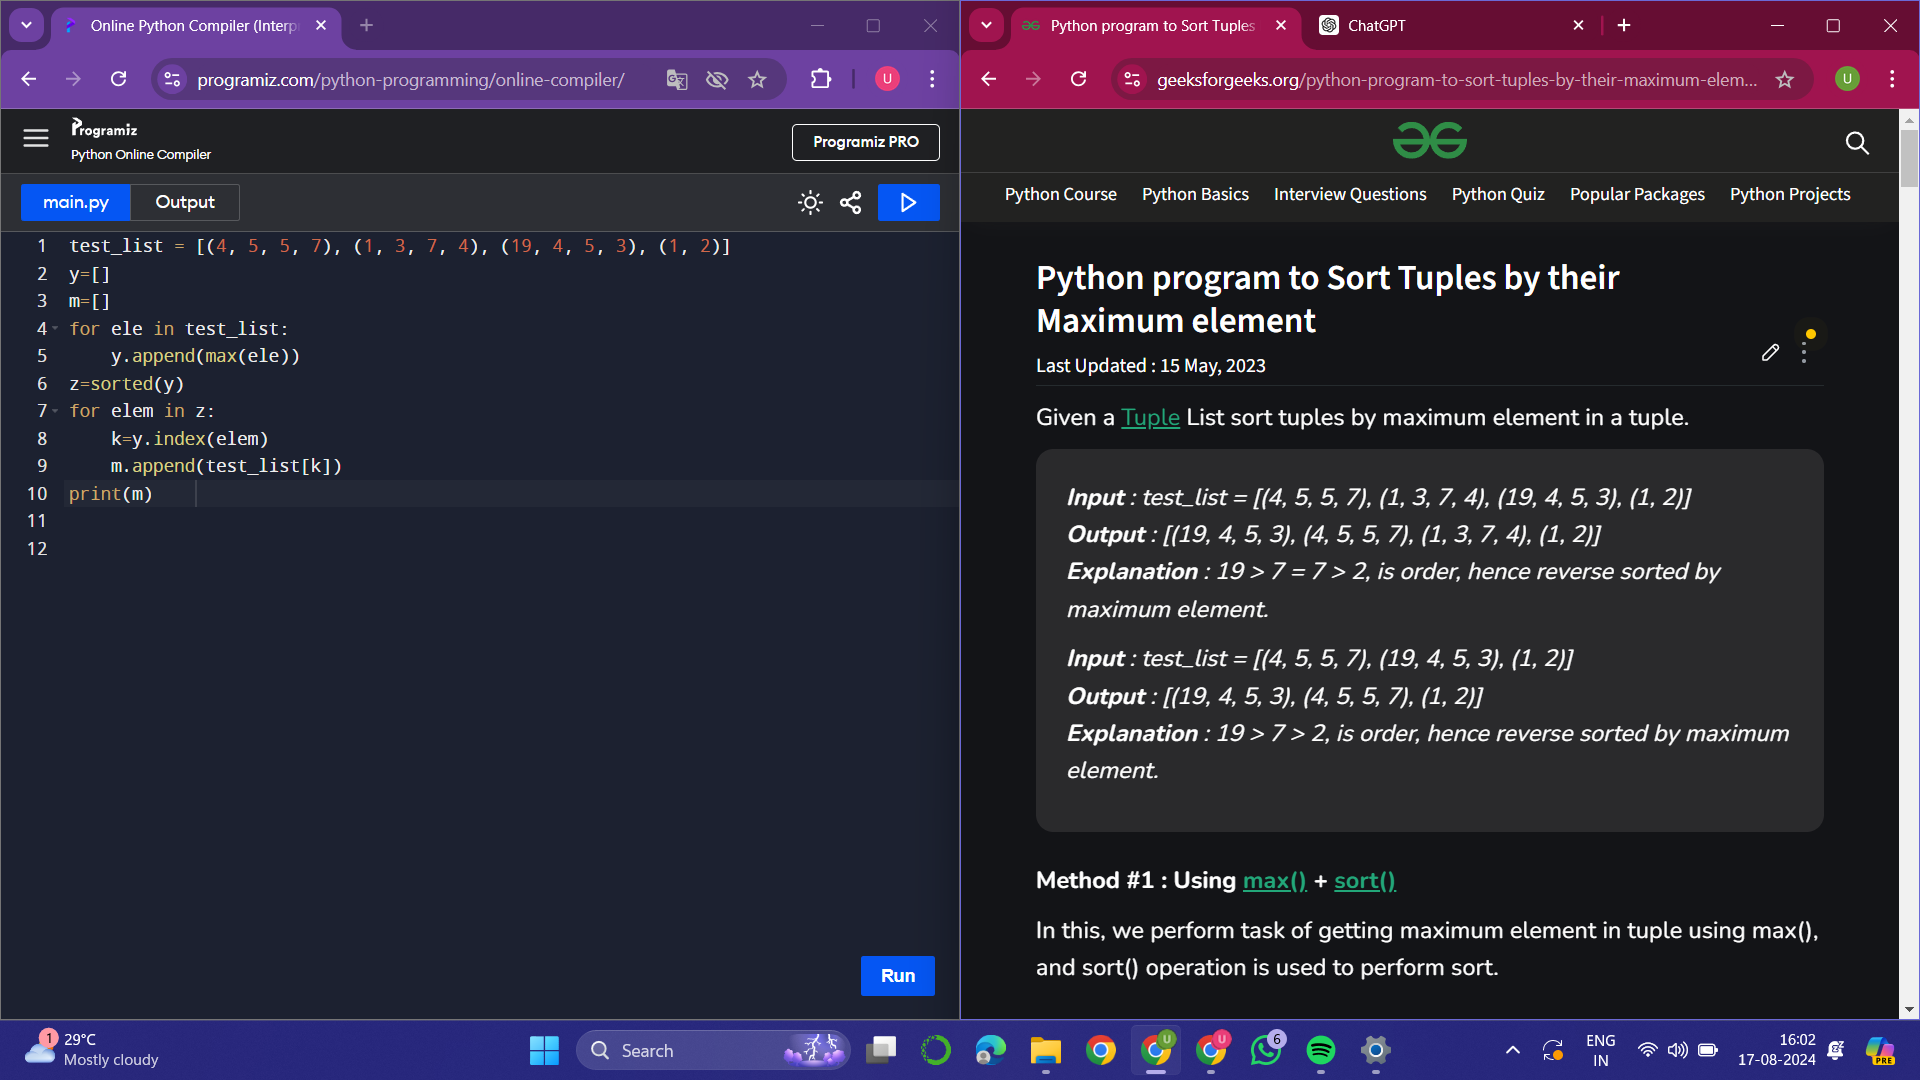 Online Python Compiler (Interp
programiz.com/python-programming/online-compiler/
U
Programiz
Python Online Compiler
Programiz PRO
main.py
Output
1 test_list = [(4, 5, 5, 7), (1, 3, 7, 4), (19, 4, 5, 3), (1, 2)]
2 y=[]
3 m=[]
4 for ele in test_list:
5     y.append(max(ele))
6 z=sorted(y)
7 for elem in z:
8     k=y.index(elem)
9     m.append(test_list[k])
10 print(m)
11
12
Run
Python program to Sort Tuples
ChatGPT
geeksforgeeks.org/python-program-to-sort-tuples-by-their-maximum-elem...
U
Python Course Python Basics Interview Questions Python Quiz Popular Packages Python Projects
Python program to Sort Tuples by their
Maximum element
Last Updated : 15 May, 2023
Given a Tuple List sort tuples by maximum element in a tuple.
Input : test_list = [(4, 5, 5, 7), (1, 3, 7, 4), (19, 4, 5, 3), (1, 2)]
Output : [(19, 4, 5, 3), (4, 5, 5, 7), (1, 3, 7, 4), (1, 2)]
Explanation : 19 > 7 = 7 > 2, is order, hence reverse sorted by
maximum element.
Input : test_list = [(4, 5, 5, 7), (19, 4, 5, 3), (1, 2)]
Output : [(19, 4, 5, 3), (4, 5, 5, 7), (1, 2)]
Explanation : 19 > 7 > 2, is order, hence reverse sorted by maximum
element.
Method #1 : Using max() + sort()
In this, we perform task of getting maximum element in tuple using max(),
and sort() operation is used to perform sort.
1
29°C
Mostly cloudy
Search
U
U
6
ENG
IN
16:02
17-08-2024
PRE